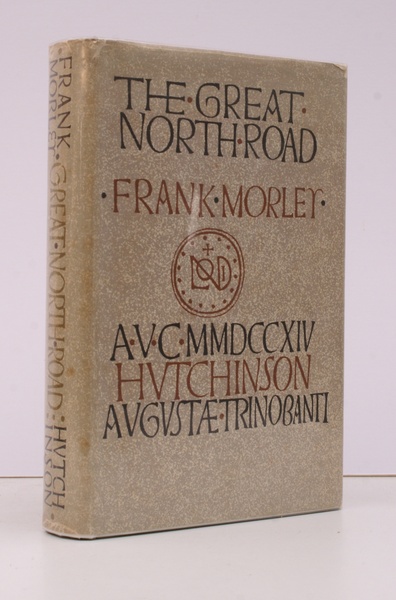 THE·GREAT·
NORTH·ROAD
·FRANK·MORLEY·
A·V·C·MMDCCXIV
HVTCHINSON
AVGVSTÆ·TRINOBANTI
FRANK
MORLEY·GREAT·NORTH·ROAD:HVTCH
INSON·